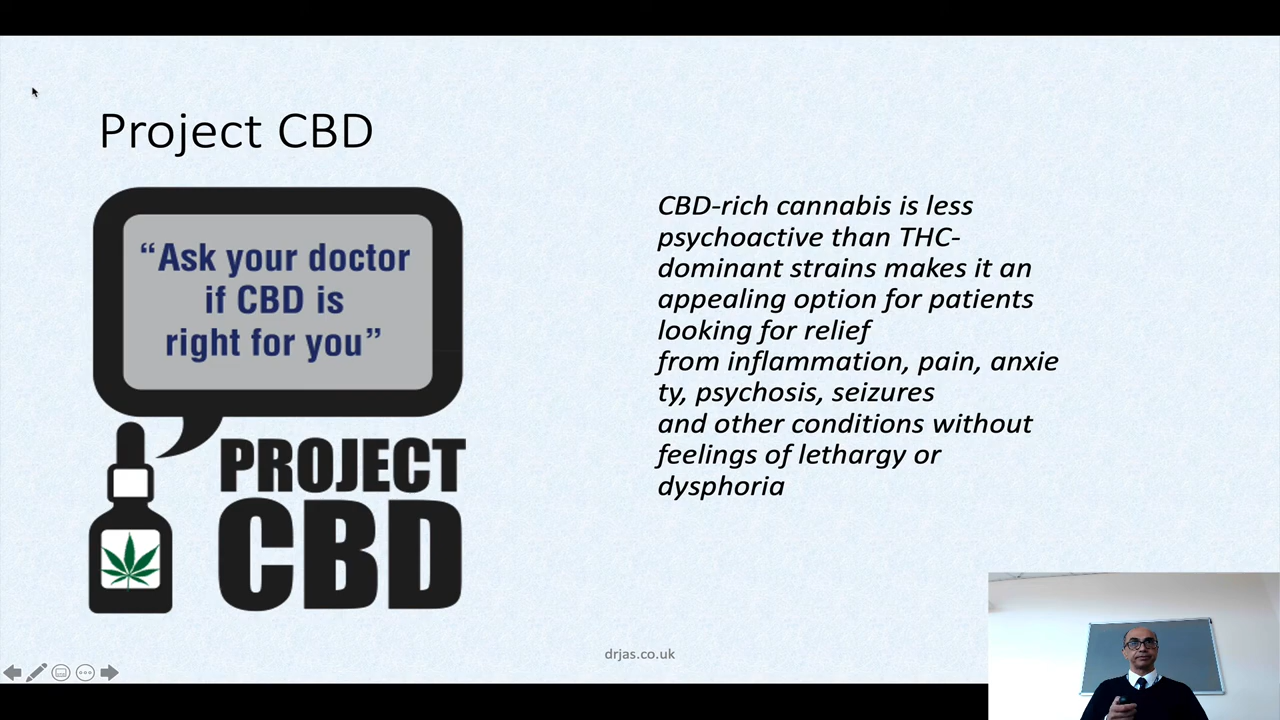 Project CBD
“Ask your doctor
if CBD is
right for you”
PROJECT
CBD
CBD-rich cannabis is less
psychoactive than THC-
dominant strains makes it an
appealing option for patients
looking for relief
from inflammation, pain, anxie
ty, psychosis, seizures
and other conditions without
feelings of lethargy or
dysphoria
drjas.co.uk